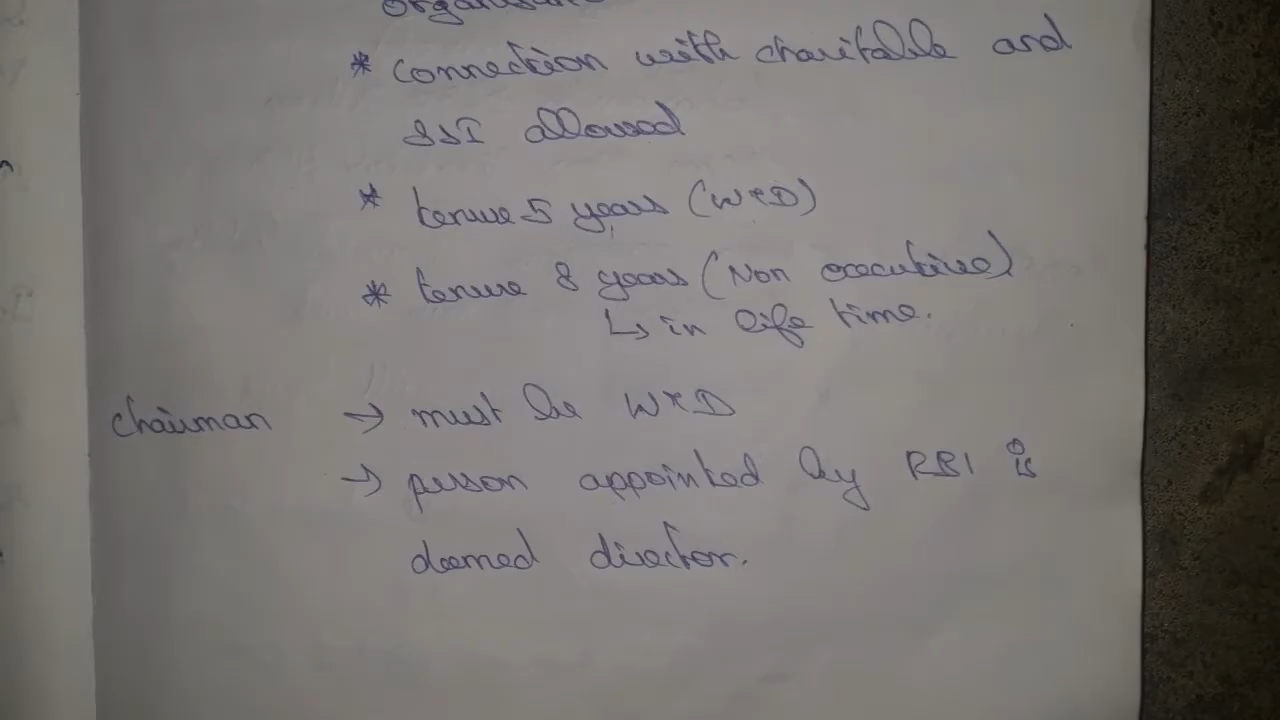 * connection with charitable and
SSI allowed
* tenure 5 years (WTD)
* tenure 8 years (Non executive)
↳ in life time.
chairman → must be WTD
→ person appointed by RBI is
deemed director.